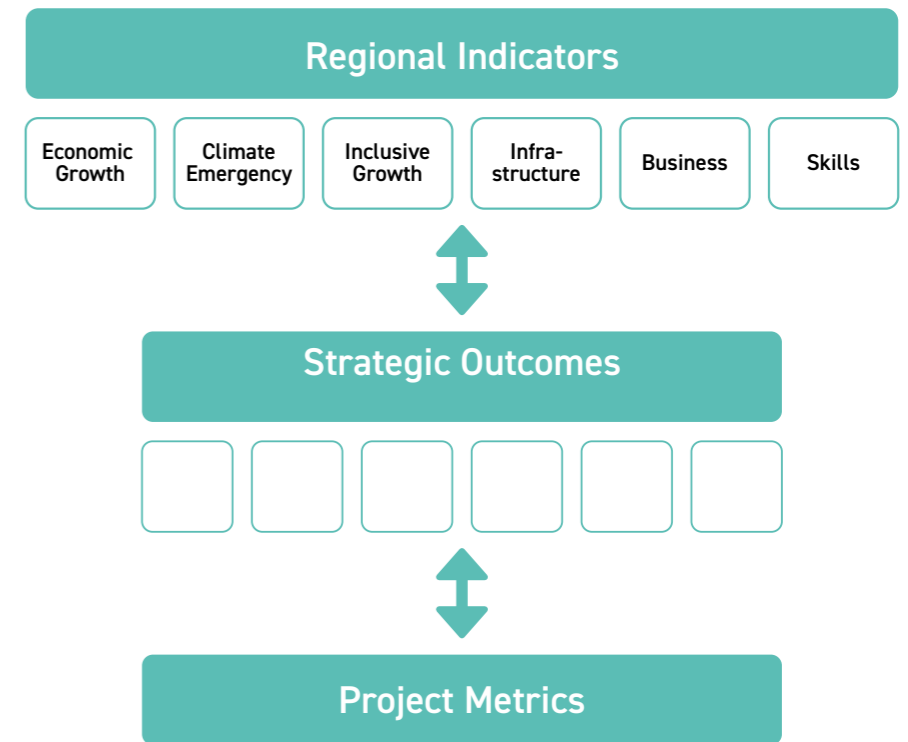 Regional Indicators
Economic
Growth
Climate
Emergency
Inclusive
Growth
Infra-
structure
Business
Skills
Strategic Outcomes
Project Metrics